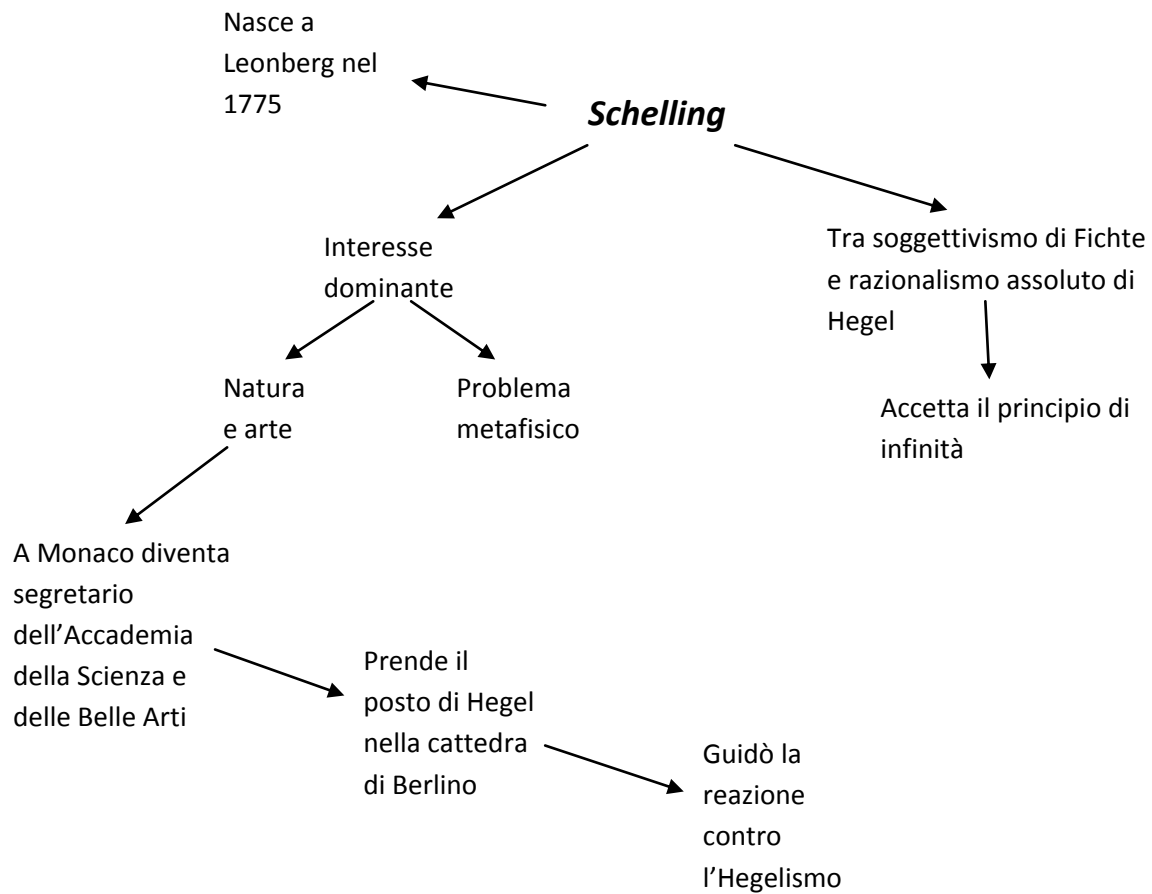 Nasce a
Leonberg nel
1775
Schelling
Interesse
dominante
Tra soggettivismo di Fichte
e razionalismo assoluto di
Hegel
Natura
e arte
Problema
metafisico
Accetta il principio di
infinità
A Monaco diventa
segretario
dell’Accademia
della Scienza e
delle Belle Arti
Prende il
posto di Hegel
nella cattedra
di Berlino
Guidò la
reazione
contro
l’Hegelismo